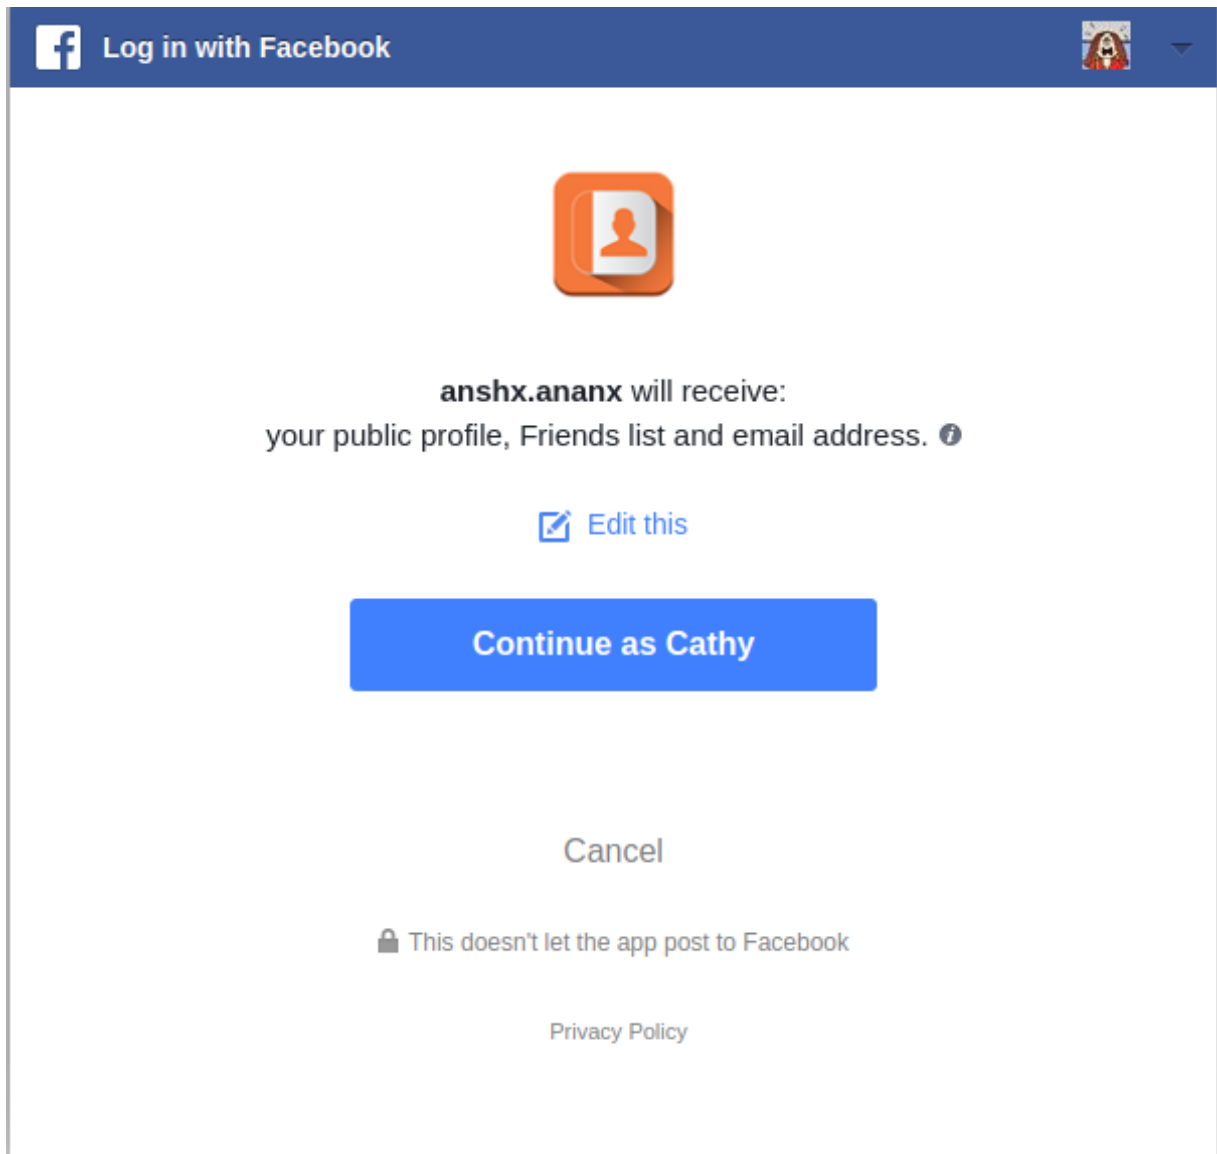 Log in with Facebook
anshx.ananx will receive:
your public profile, Friends list and email address.
Edit this
Continue as Cathy
Cancel
This doesn't let the app post to Facebook
Privacy Policy